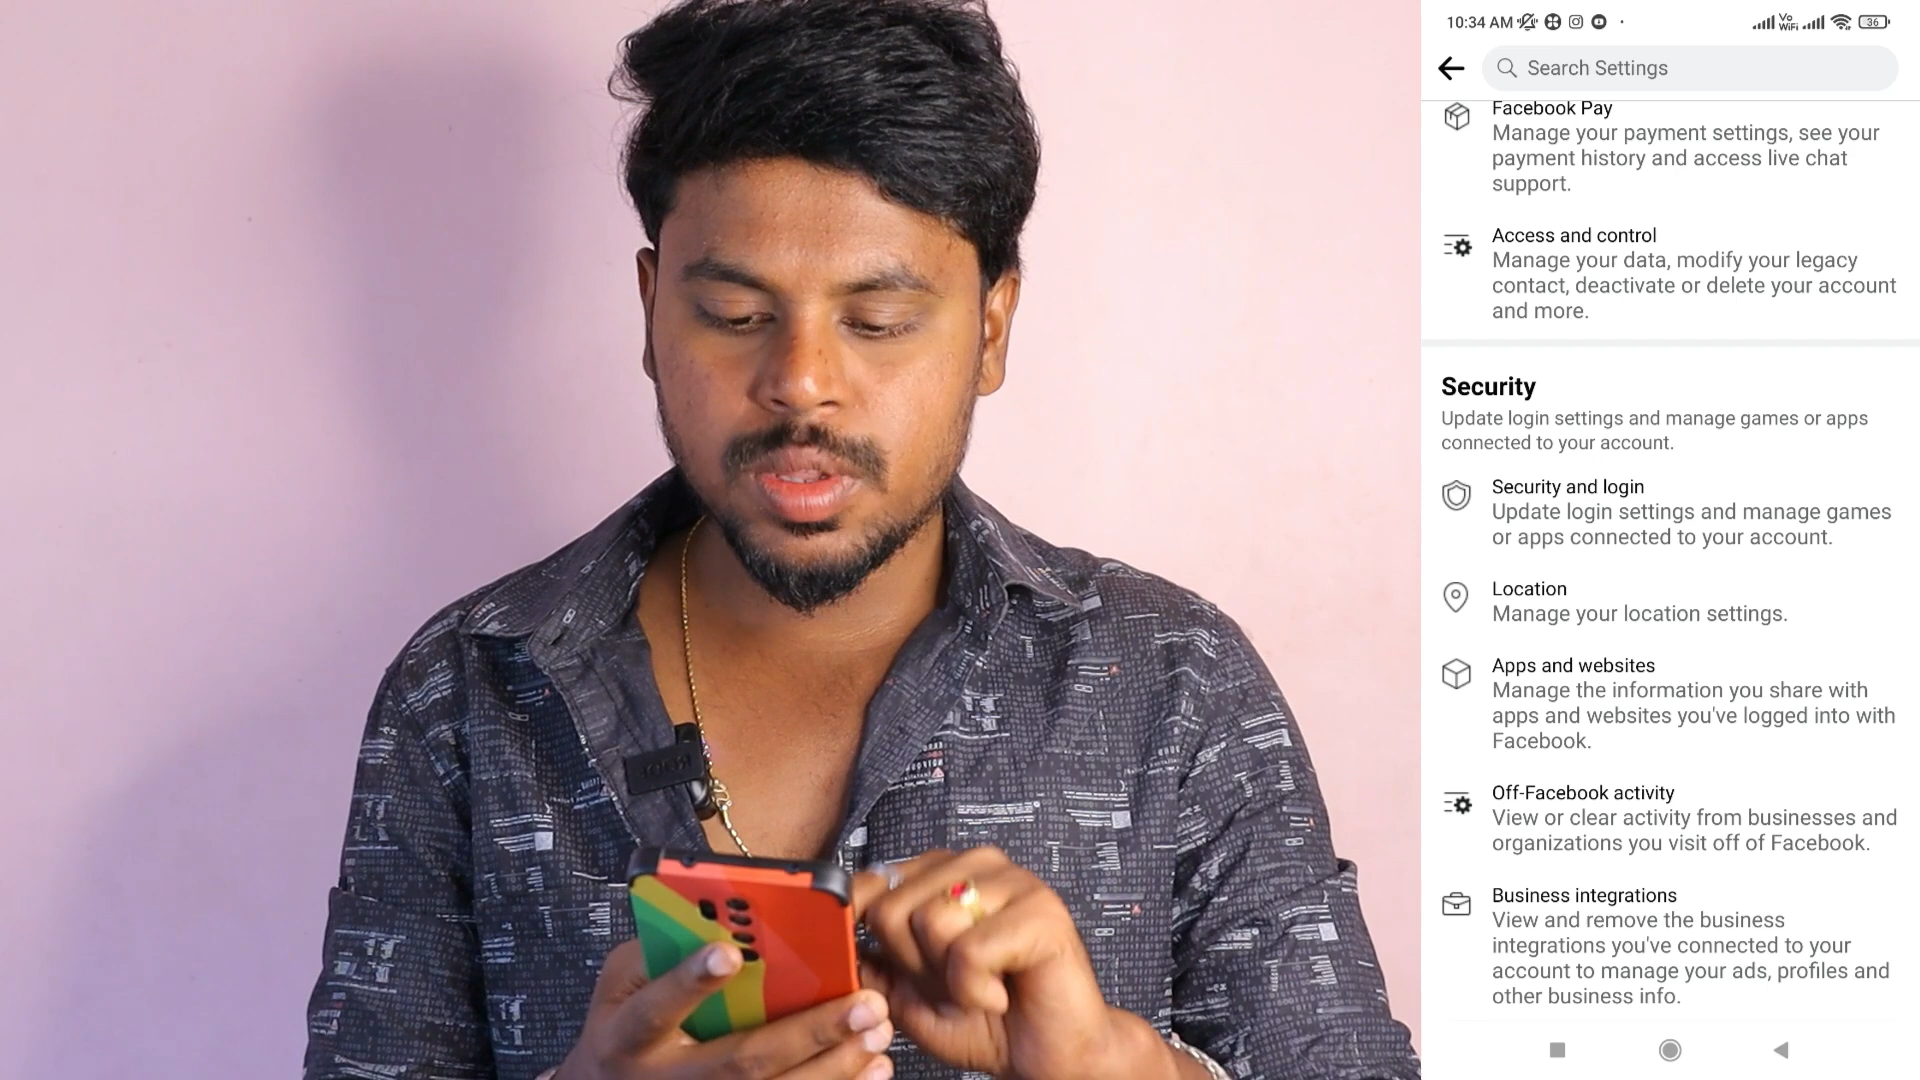 10:34 AM
Vo
WiFi
36
Search Settings
Facebook Pay
Manage your payment settings, see your
payment history and access live chat
support.
Access and control
Manage your data, modify your legacy
contact, deactivate or delete your account
and more.
Security
Update login settings and manage games or apps
connected to your account.
Security and login
Update login settings and manage games
or apps connected to your account.
Location
Manage your location settings.
Apps and websites
Manage the information you share with
apps and websites you've logged into with
Facebook.
Off-Facebook activity
View or clear activity from businesses and
organizations you visit off of Facebook.
Business integrations
View and remove the business
integrations you've connected to your
account to manage your ads, profiles and
other business info.